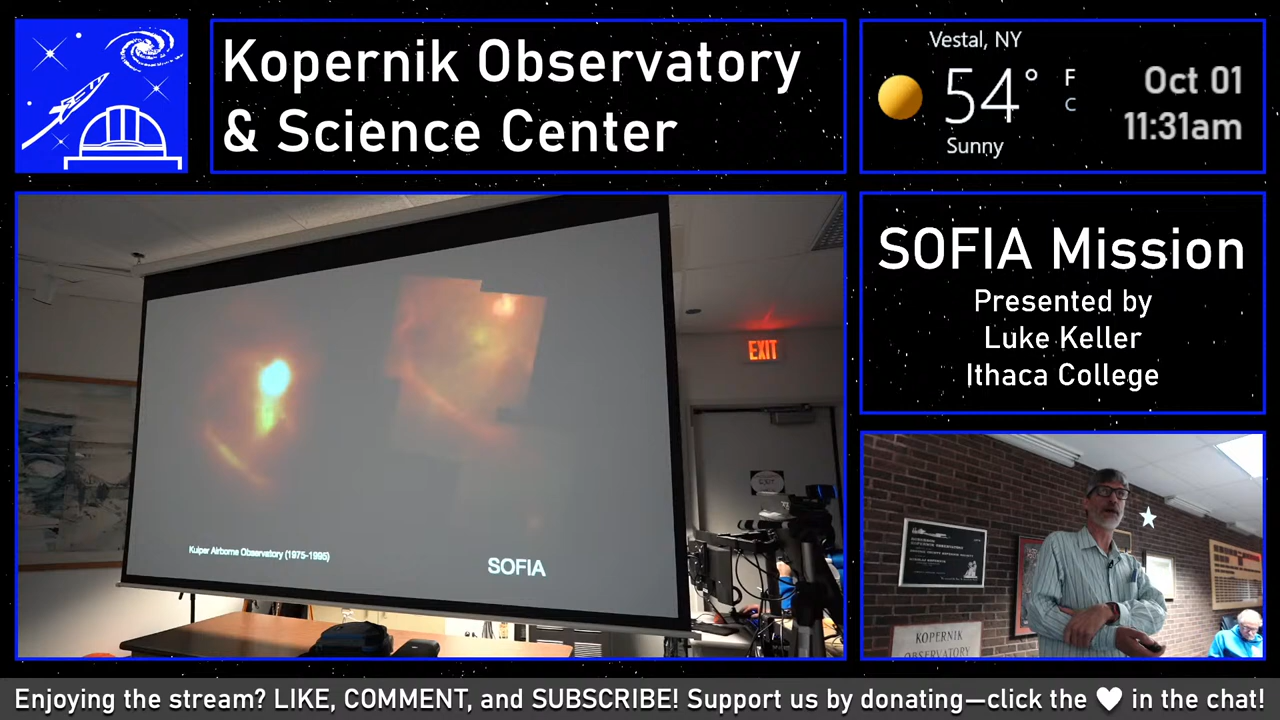 Kopernik Observatory
& Science Center
Vestal, NY
54° F
C
Sunny
Oct 01
11:31am
SOFIA Mission
Presented by
Luke Keller
Ithaca College
Kuiper Airborne Observatory (1975-1995)
SOFIA
EXIT
KOPERNIK
OBSERVATORY
Enjoying the stream? LIKE, COMMENT, and SUBSCRIBE! Support us by donating—click the ♥ in the chat!